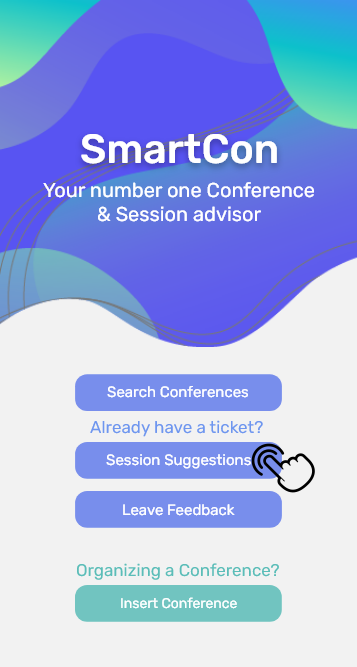 SmartCon
Your number one Conference
& Session advisor
Search Conferences
Already have a ticket?
Session Suggestions
Leave Feedback
Organizing a Conference?
Insert Conference